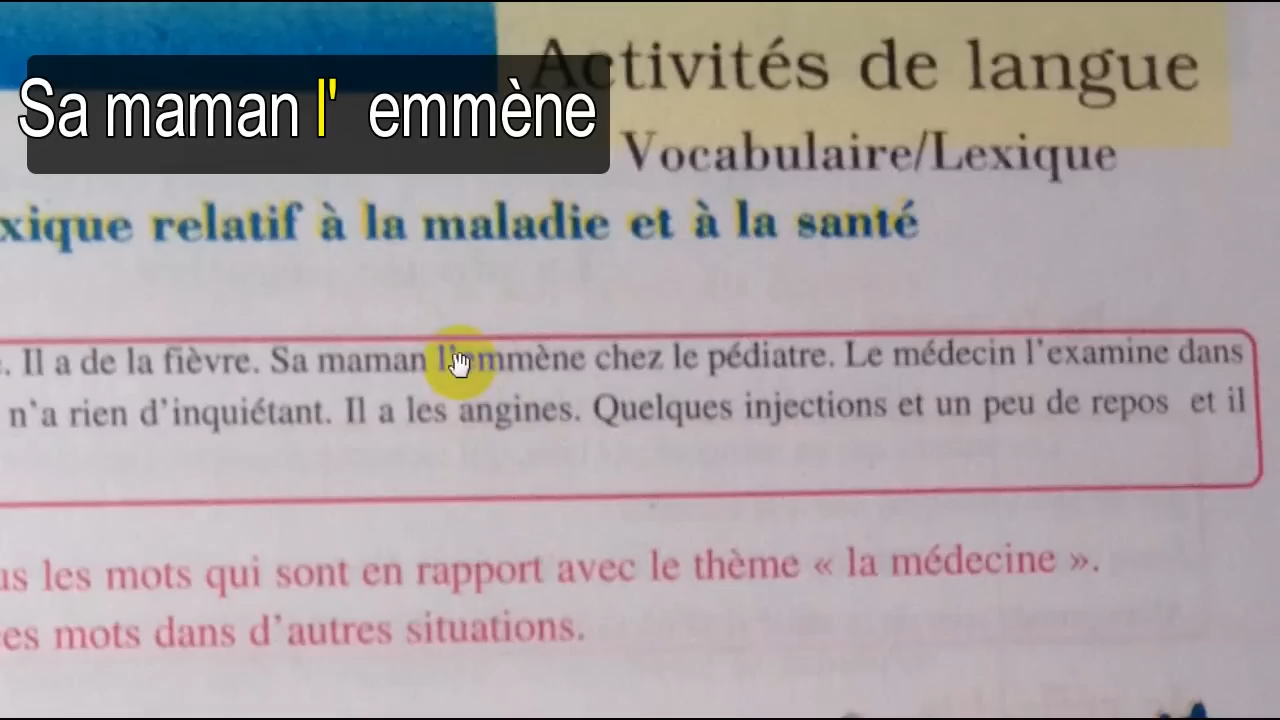 Activités de langue
Sa maman l' emmène
Vocabulaire/Lexique
relatif à la maladie et à la santé
. Il a de la fièvre. Sa maman l'emmène chez le pédiatre. Le médecin l'examine dans
n'a rien d'inquiétant. Il a les angines. Quelques injections et un peu de repos et il
les mots qui sont en rapport avec le thème « la médecine ».
mots dans d'autres situations.